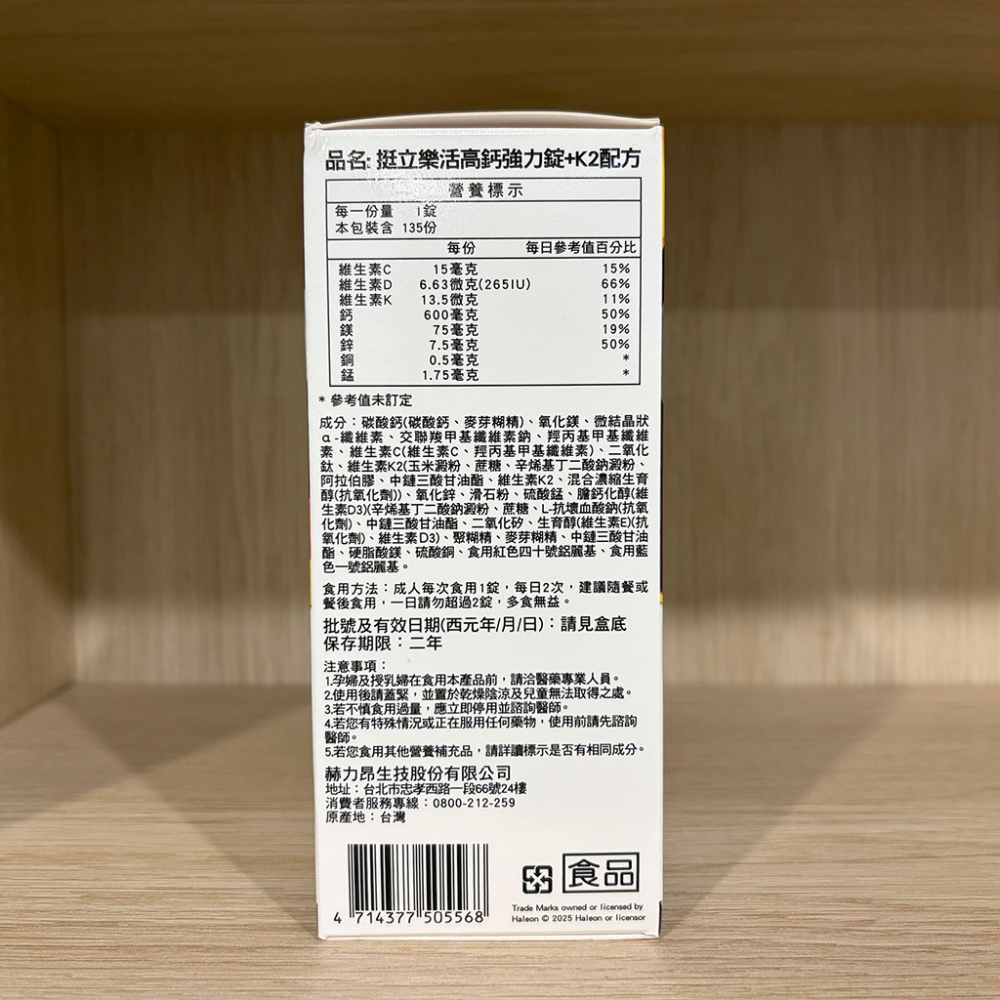 品名: 挺立樂活高鈣強力錠+K2配方
營養標示
每一份量 1錠
本包裝含 135份
每份 每日參考值百分比
維生素C 15毫克 15%
維生素D 6.63微克(265IU) 66%
維生素K 13.5微克 11%
鈣 600毫克 50%
鎂 75毫克 19%
鋅 7.5毫克 50%
銅 0.5毫克 *
錳 1.75毫克 *
* 參考值未訂定
成分：碳酸鈣(碳酸鈣、麥芽糊精)、氧化鎂、微結晶狀
α-纖維素、交聯羧甲基纖維素鈉、羥丙基甲基纖維
素、維生素C(維生素C、羥丙基甲基纖維素)、二氧化
鈦、維生素K2(玉米澱粉、蔗糖、辛烯基丁二酸鈉澱粉、
阿拉伯膠、中鏈三酸甘油酯、維生素K2、混合濃縮生育
醇(抗氧化劑))、氧化鋅、滑石粉、硫酸錳、膽鈣化醇(維
生素D3)(辛烯基丁二酸鈉澱粉、蔗糖、L-抗壞血酸鈉(抗氧
化劑)、中鏈三酸甘油酯、二氧化矽、生育醇(維生素E)(抗
氧化劑)、維生素D3)、聚糊精、麥芽糊精、中鏈三酸甘油
酯、硬脂酸鎂、硫酸銅、食用紅色四十號鋁麗基、食用藍
色一號鋁麗基。
食用方法：成人每次食用1錠，每日2次，建議隨餐或
餐後食用，一日請勿超過2錠，多食無益。
批號及有效日期(西元年/月/日)：請見盒底
保存期限：二年
注意事項：
1.孕婦及授乳婦在食用本產品前，請洽醫藥專業人員。
2.使用後請蓋緊，並置於乾燥陰涼及兒童無法取得之處。
3.若不慎食用過量，應立即停用並諮詢醫師。
4.若您有特殊情況或正在服用任何藥物，使用前請先諮詢
醫師。
5.若您食用其他營養補充品，請詳讀標示是否有相同成分。
赫力昂生技股份有限公司
地址：台北市忠孝西路一段66號24樓
消費者服務專線：0800-212-259
原產地：台灣
4 714377 505568
食品
Trade Marks owned or licensed by
Haleon © 2025 Haleon or licensor